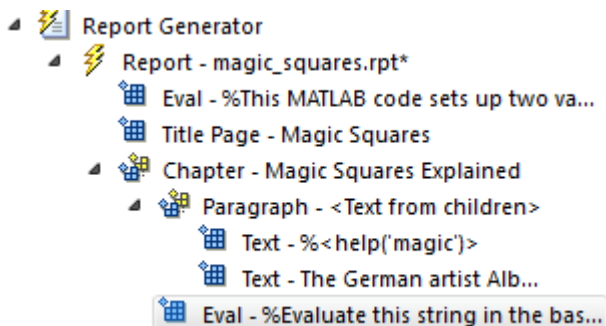 Report Generator
Report - magic_squares.rpt*
Eval - %This MATLAB code sets up two va...
Title Page - Magic Squares
Chapter - Magic Squares Explained
Paragraph - <Text from children>
Text - %<help('magic')>
Text - The German artist Alb...
Eval - %Evaluate this string in the bas...